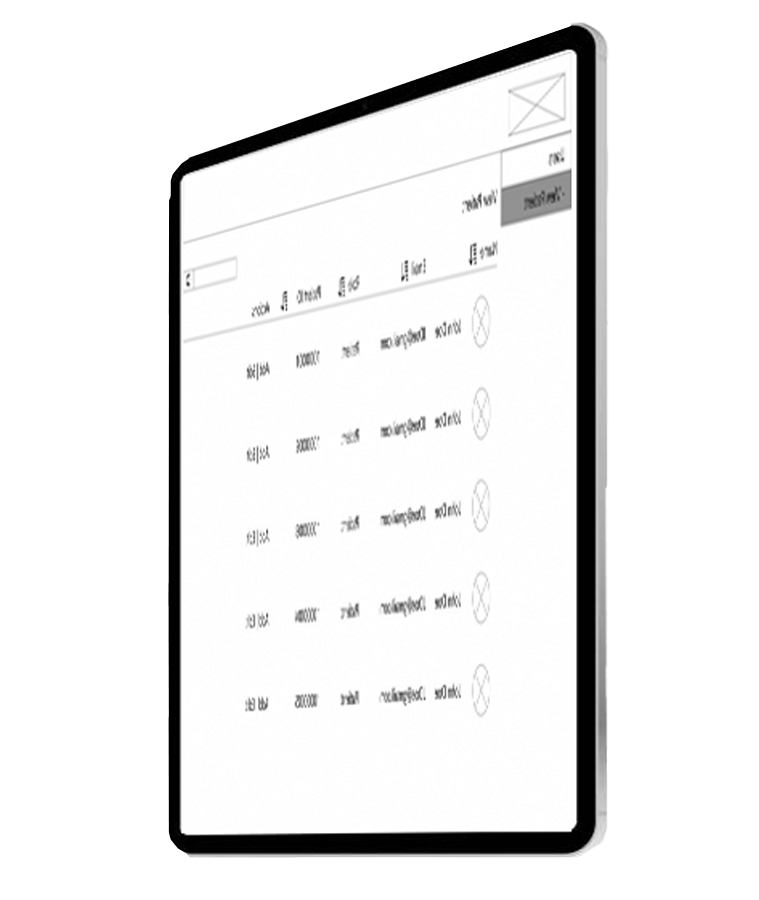 Users
- View Patient
View Patient
Name Email Role Patient ID Actions
John Doe JDoe@gmail.com Patient 1000001 Add | Edit
John Doe JDoe@gmail.com Patient Add | Edit
John Doe JDoe@gmail.com Patient Add | Edit
John Doe JDoe@gmail.com Patient 1000004 Add | Edit
John Doe JDoe@gmail.com Patient 1000005 Add | Edit